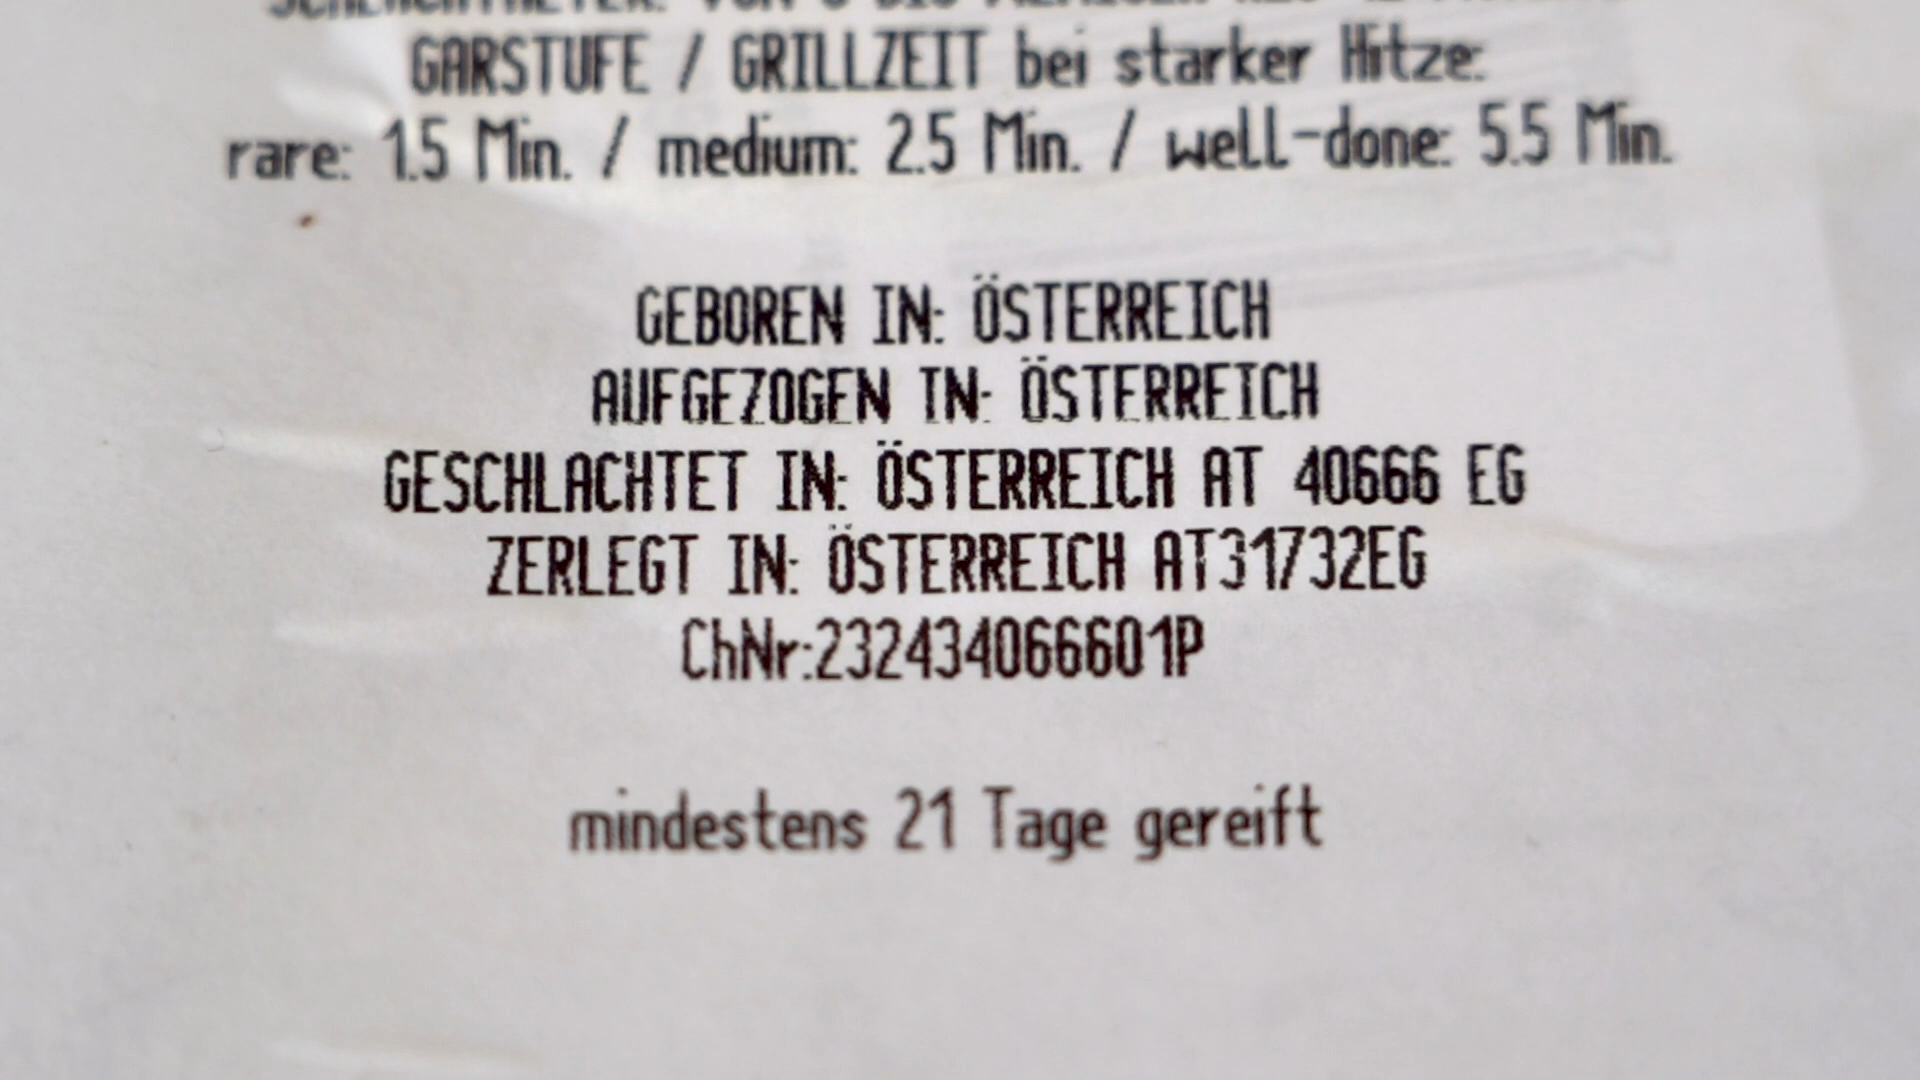 GARSTUFE / GRILLZEIT bei starker Hitze:
rare: 1.5 Min. / medium: 2.5 Min. / well-done: 5.5 Min.
GEBOREN IN: ÖSTERREICH
AUFGEZOGEN IN: ÖSTERREICH
GESCHLACHTET IN: ÖSTERREICH AT 40666 EG
ZERLEGT IN: ÖSTERREICH AT31732EG
ChNr:232434066601P
mindestens 21 Tage gereift